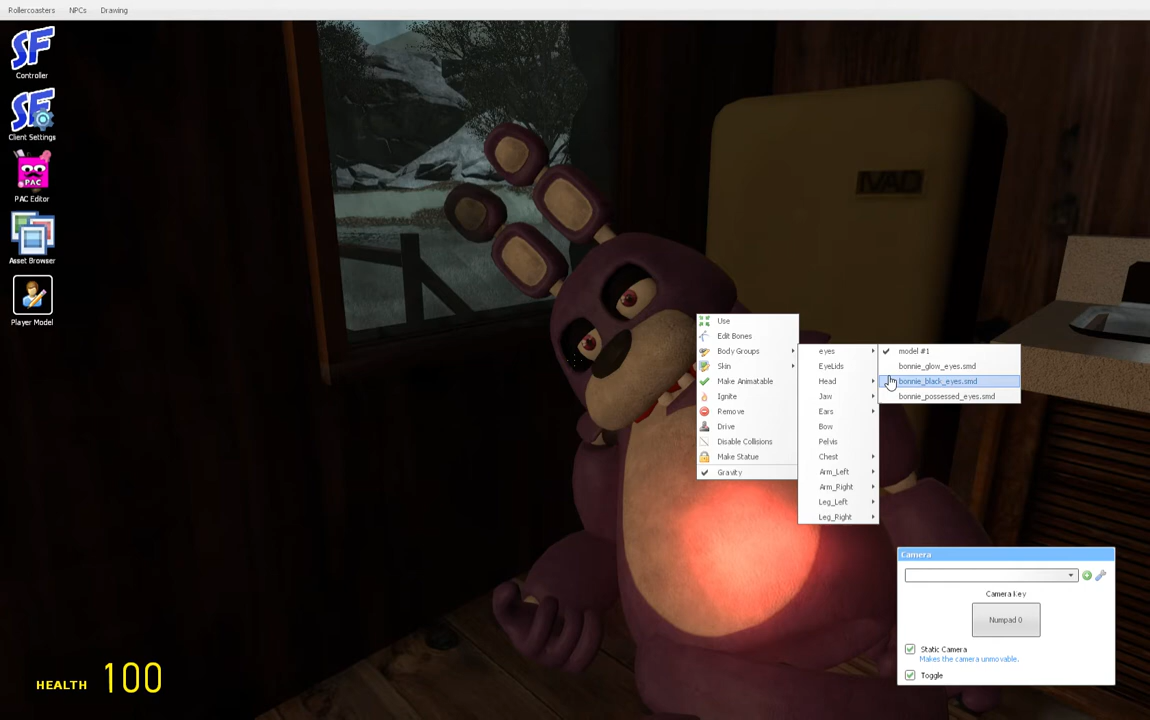 Rollercoasters NPCs Drawing
SF
Controller
SF
Client Settings
PAC
PAC Editor
Asset Browser
Player Model
IVAD
Use
Edit Bones
Body Groups
Skin
Make Animatable
Ignite
Remove
Drive
Disable Collisions
Make Statue
Gravity
eyes
EyeLids
Head
Jaw
Ears
Bow
Pelvis
Chest
Arm_Left
Arm_Right
Leg_Left
Leg_Right
model #1
bonnie_glow_eyes.smd
bonnie_black_eyes.smd
bonnie_possessed_eyes.smd
Camera
Camera Key
Numpad 0
Static Camera
Makes the camera unmovable.
Toggle
HEALTH 100